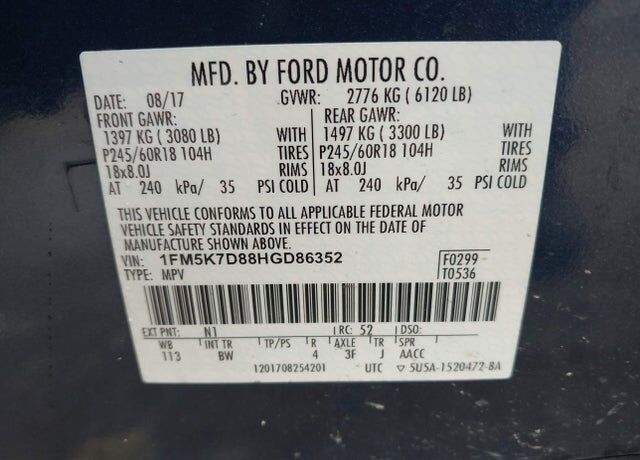 MFD. BY FORD MOTOR CO.
DATE: 08/17 GVWR: 2776 KG ( 6120 LB)
FRONT GAWR: REAR GAWR:
1397 KG ( 3080 LB) WITH 1497 KG ( 3300 LB) WITH
P245/60R18 104H TIRES P245/60R18 104H TIRES
18x8.0J RIMS 18x8.0J RIMS
AT 240 kPa/ 35 PSI COLD AT 240 kPa/ 35 PSI COLD
THIS VEHICLE CONFORMS TO ALL APPLICABLE FEDERAL MOTOR
VEHICLE SAFETY STANDARDS IN EFFECT ON THE DATE OF
MANUFACTURE SHOWN ABOVE.
VIN: 1FM5K7D88HGD86352 F0299
TYPE: MPV T0536
EXT PNT: N1 RC: 52 DSO:
WB INT TR TP/PS R AXLE TR SPR
113 BW 4 3F J AACC
1201708254201 UTC ▽ 5U5A-1520472-BA